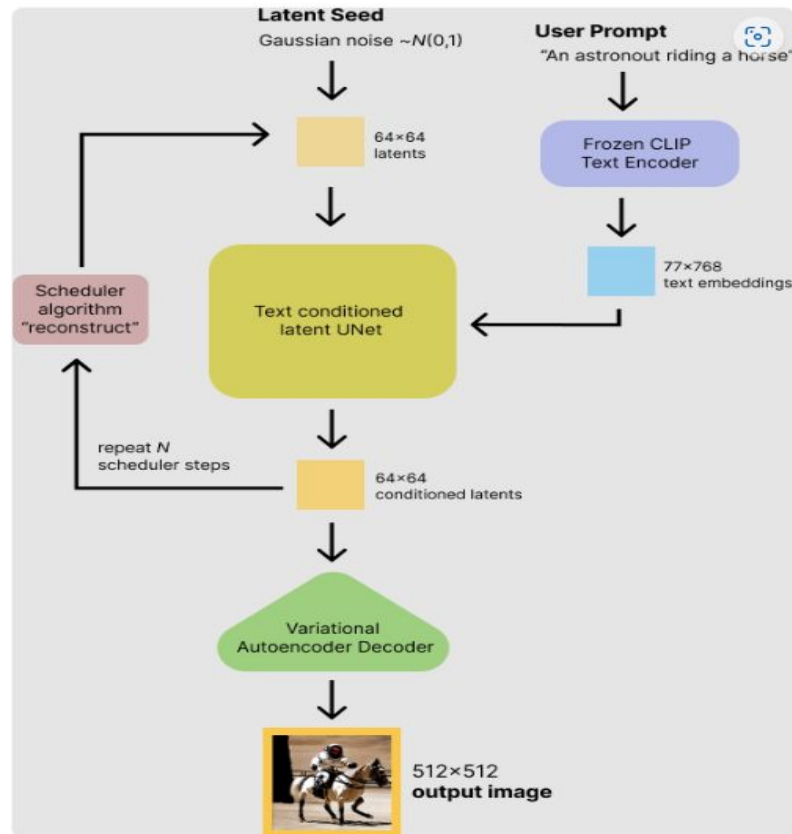 Latent Seed
Gaussian noise ~N(0,1)
User Prompt
"An astronout riding a horse"
64×64
latents
Frozen CLIP
Text Encoder
77×768
text embeddings
Scheduler
algorithm
"reconstruct"
Text conditioned
latent UNet
repeat N
scheduler steps
64×64
conditioned latents
Variational
Autoencoder Decoder
512×512
output image